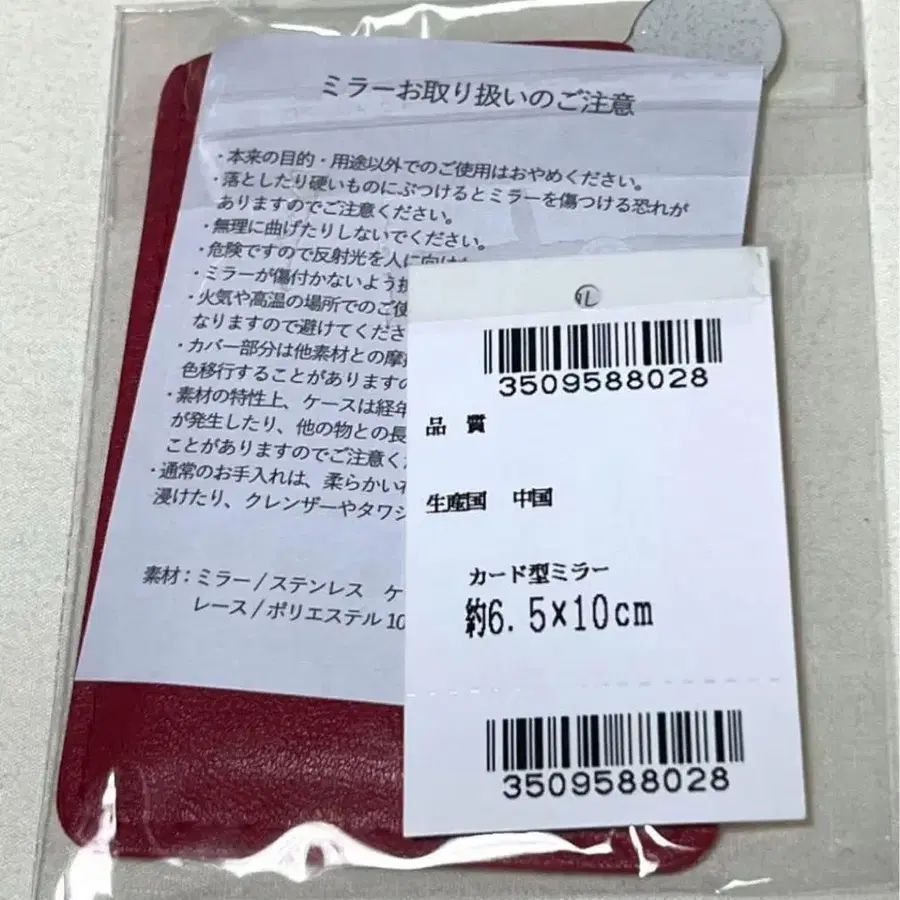 ミラーお取り扱いのご注意
・本来の目的・用途以外でのご使用はおやめください。
・落としたり硬いものにぶつけるとミラーを傷つける恐れが
ありますのでご注意ください。
・無理に曲げたりしないでください。
・危険ですので反射光を人に向け
・ミラーが傷付かないよう
・火気や高温の場所でのご使
なりますので避けてくださ
・カバー部分は他素材との摩
色移行することがありますの
・素材の特性上、ケースは経年
が発生したり、他の物との長
ことがありますのでご注意く
・通常のお手入れは、柔らかい
浸けたり、クレンザーやタワシ
素材：ミラー/ステンレス ケ
レース/ポリエステル 10
3509588028
品 質
生産国 中国
カード型ミラー
約6.5×10cm
3509588028